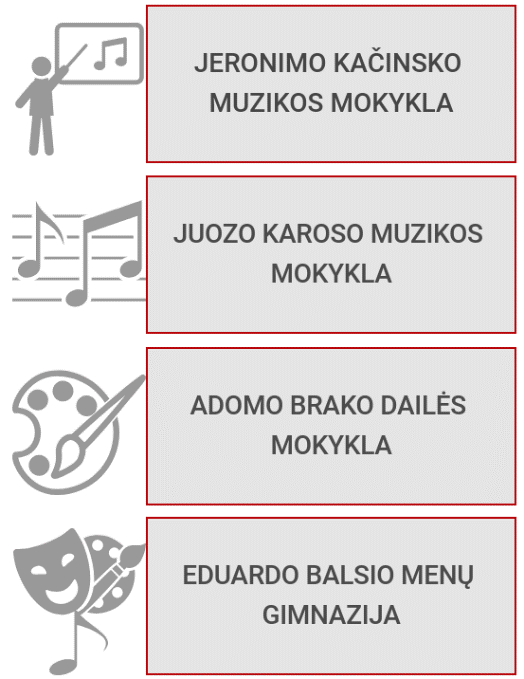 JERONIMO KAČINSKO
MUZIKOS MOKYKLA
JUOZO KAROSO MUZIKOS
MOKYKLA
ADOMO BRAKO DAILĖS
MOKYKLA
EDUARDO BALSIO MENŲ
GIMNAZIJA